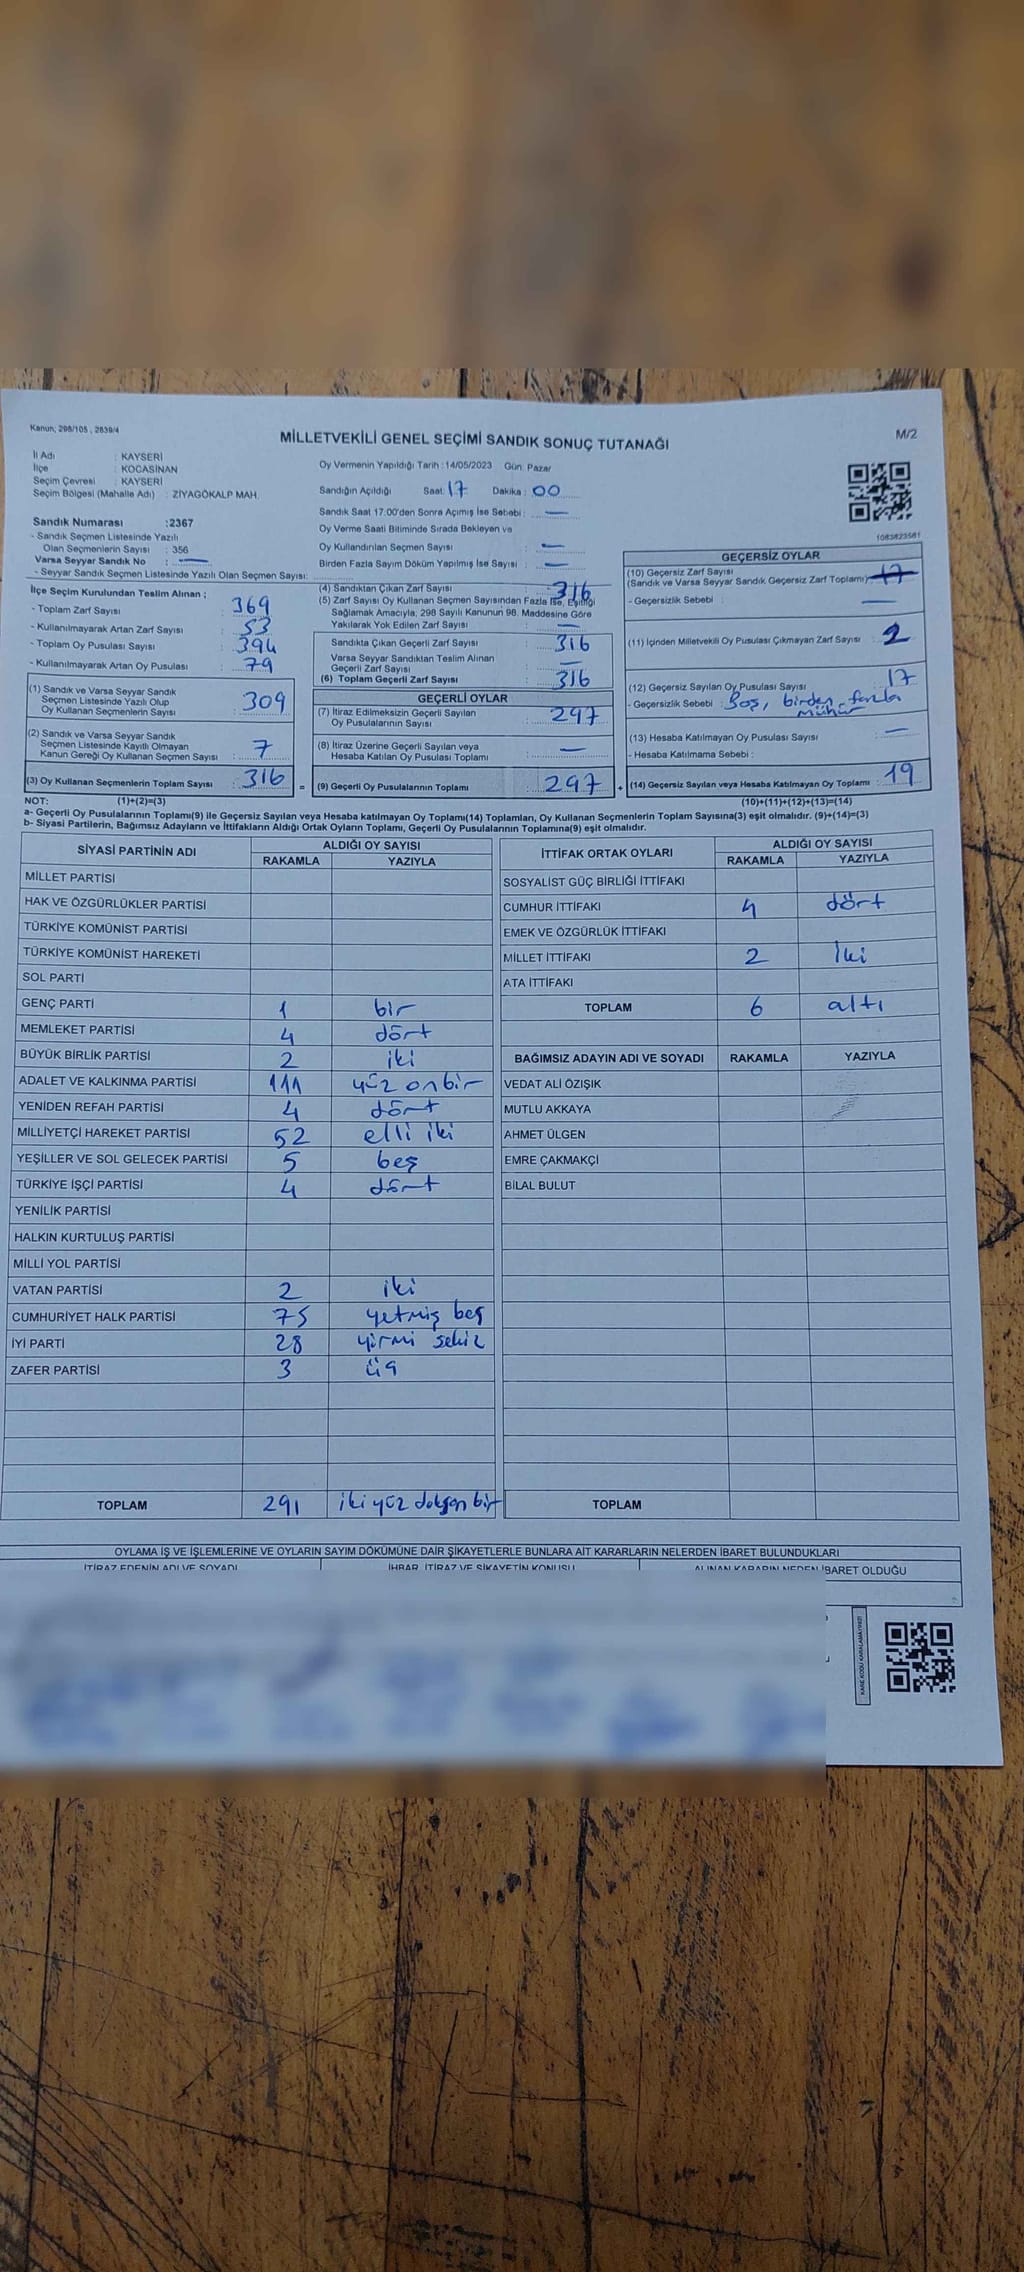 Kanun; 298/105 , 2839/4
MİLLETVEKİLİ GENEL SEÇİMİ SANDIK SONUÇ TUTANAĞI
M/2
İl Adı : KAYSERİ
İlçe : KOCASİNAN
Seçim Çevresi : KAYSERİ
Seçim Bölgesi (Mahalle Adı) : ZİYAGÖKALP MAH.
Sandık Numarası :2367
- Sandık Seçmen Listesinde Yazılı
Olan Seçmenlerin Sayısı : 356
Varsa Seyyar Sandık No : —
- Seyyar Sandık Seçmen Listesinde Yazılı Olan Seçmen Sayısı:
Oy Vermenin Yapıldığı Tarih : 14/05/2023 Gün: Pazar
Sandığın Açıldığı Saat: 17 Dakika : 00
Sandık Saat 17:00'den Sonra Açımış İse Sebebi : —
Oy Verme Saati Bitiminde Sırada Bekleyen ve
Oy Kullandırılan Seçmen Sayısı : —
Birden Fazla Sayım Döküm Yapılmış İse Sayısı : —
1083823581
İlçe Seçim Kurulundan Teslim Alınan ;
- Toplam Zarf Sayısı : 369
- Kullanılmayarak Artan Zarf Sayısı : 53
- Toplam Oy Pusulası Sayısı : 394
- Kullanılmayarak Artan Oy Pusulası : 79
(1) Sandık ve Varsa Seyyar Sandık
Seçmen Listesinde Yazılı Olup
Oy Kullanan Seçmenlerin Sayısı : 309
(2) Sandık ve Varsa Seyyar Sandık
Seçmen Listesinde Kayıtlı Olmayan
Kanun Gereği Oy Kullanan Seçmen Sayısı : 7
(3) Oy Kullanan Seçmenlerin Toplam Sayısı : 316 =
(4) Sandıktan Çıkan Zarf Sayısı : 316
(5) Zarf Sayısı Oy Kullanan Seçmen Sayısından Fazla İse, Eşitliği
Sağlamak Amacıyla; 298 Sayılı Kanunun 98. Maddesine Göre
Yakılarak Yok Edilen Zarf Sayısı : —
Sandıkta Çıkan Geçerli Zarf Sayısı : 316
Varsa Seyyar Sandıktan Teslim Alınan
Geçerli Zarf Sayısı : —
(6) Toplam Geçerli Zarf Sayısı : 316
GEÇERLİ OYLAR
(7) İtiraz Edilmeksizin Geçerli Sayılan
Oy Pusulalarının Sayısı : 297
(8) İtiraz Üzerine Geçerli Sayılan veya
Hesaba Katılan Oy Pusulası Toplamı : —
(9) Geçerli Oy Pusulalarının Toplamı : 297 +
GEÇERSİZ OYLAR
(10) Geçersiz Zarf Sayısı
(Sandık ve Varsa Seyyar Sandık Geçersiz Zarf Toplamı): 17
- Geçersizlik Sebebi : —
(11) İçinden Milletvekili Oy Pusulası Çıkmayan Zarf Sayısı : 2
(12) Geçersiz Sayılan Oy Pusulası Sayısı : 17
- Geçersizlik Sebebi : Boş, birden fazla
mühür
(13) Hesaba Katılmayan Oy Pusulası Sayısı : —
- Hesaba Katılmama Sebebi :
(14) Geçersiz Sayılan veya Hesaba Katılmayan Oy Toplamı : 19
NOT: (1)+(2)=(3) (10)+(11)+(12)+(13)=(14)
a- Geçerli Oy Pusulalarının Toplamı(9) ile Geçersiz Sayılan veya Hesaba katılmayan Oy Toplamı(14) Toplamları, Oy Kullanan Seçmenlerin Toplam Sayısına(3) eşit olmalıdır. (9)+(14)=(3)
b- Siyasi Partilerin, Bağımsız Adayların ve İttifakların Aldığı Ortak Oyların Toplamı, Geçerli Oy Pusulalarının Toplamına(9) eşit olmalıdır.
SİYASİ PARTİNİN ADI ALDIĞI OY SAYISI
RAKAMLA YAZIYLA
MİLLET PARTİSİ
HAK VE ÖZGÜRLÜKLER PARTİSİ
TÜRKİYE KOMÜNİST PARTİSİ
TÜRKİYE KOMÜNİST HAREKETİ
SOL PARTİ
GENÇ PARTİ 1 bir
MEMLEKET PARTİSİ 4 dört
BÜYÜK BİRLİK PARTİSİ 2 iki
ADALET VE KALKINMA PARTİSİ 111 yüz onbir
YENİDEN REFAH PARTİSİ 4 dört
MİLLİYETÇİ HAREKET PARTİSİ 52 elli iki
YEŞİLLER VE SOL GELECEK PARTİSİ 5 beş
TÜRKİYE İŞÇİ PARTİSİ 4 dört
YENİLİK PARTİSİ
HALKIN KURTULUŞ PARTİSİ
MİLLİ YOL PARTİSİ
VATAN PARTİSİ 2 iki
CUMHURİYET HALK PARTİSİ 75 yetmiş beş
İYİ PARTİ 28 yirmi sekiz
ZAFER PARTİSİ 3 üç
TOPLAM 291 ikiyüz doksan bir
İTTİFAK ORTAK OYLARI ALDIĞI OY SAYISI
RAKAMLA YAZIYLA
SOSYALİST GÜÇ BİRLİĞİ İTTİFAKI
CUMHUR İTTİFAKI 4 dört
EMEK VE ÖZGÜRLÜK İTTİFAKI
MİLLET İTTİFAKI 2 İki
ATA İTTİFAKI
TOPLAM 6 altı
BAĞIMSIZ ADAYIN ADI VE SOYADI RAKAMLA YAZIYLA
VEDAT ALİ ÖZIŞIK
MUTLU AKKAYA
AHMET ÜLGEN
EMRE ÇAKMAKÇİ
BİLAL BULUT
TOPLAM
OYLAMA İŞ VE İŞLEMLERİNE VE OYLARIN SAYIM DÖKÜMÜNE DAİR ŞİKAYETLERLE BUNLARA AİT KARARLARIN NELERDEN İBARET BULUNDUKLARI
İTİRAZ EDENİN ADI VE SOYADI İHBAR, İTİRAZ VE ŞİKAYETİN KONUSU ALINAN KARARIN NEDEN İBARET OLDUĞU